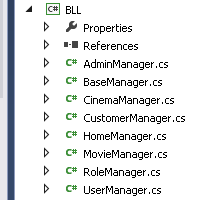 C# BLL
Properties
References
C# AdminManager.cs
C# BaseManager.cs
C# CinemaManager.cs
C# CustomerManager.cs
C# HomeManager.cs
C# MovieManager.cs
C# RoleManager.cs
C# UserManager.cs